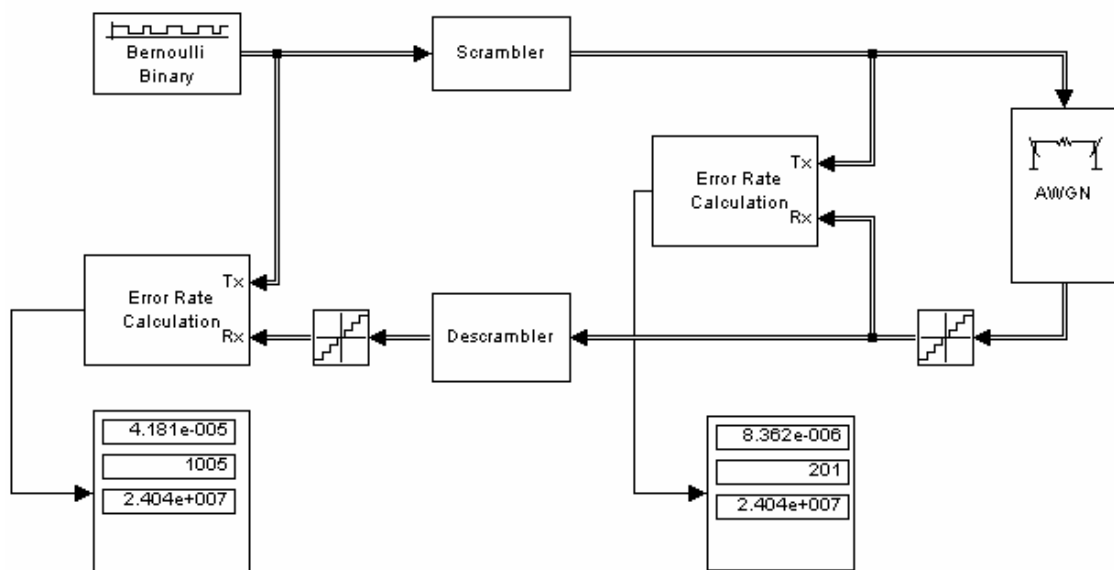 Bernoulli
Binary
Scrambler
AWGN
Tx
Error Rate
Calculation
Rx
Tx
Error Rate
Calculation
Rx
Descrambler
4.181e-005
1005
2.404e+007
8.362e-006
201
2.404e+007